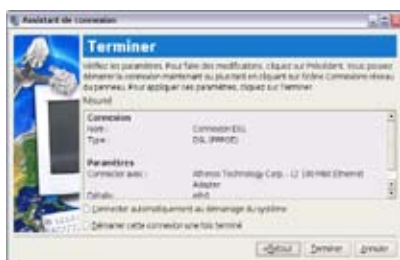 Assistant de connexion
Terminer
Vérifiez les paramètres. Pour faire des modifications, cliquez sur Précédent. Vous pouvez
démarrer la connexion maintenant ou plus tard en cliquant sur l'icône Connexions réseau
du panneau. Pour appliquer ces paramètres, cliquez sur Terminer.
Résumé
Connexion
Nom : Connexion DSL
Type : DSL (PPPOE)
Paramètres
Connecter avec : Atheros Technology Corp. - L2 100 Mbit Ethernet
Adapter
Détails: eth0
Connecter automatiquement au démarrage du système
Démarrer cette connexion une fois terminé
<Retour Terminer Annuler